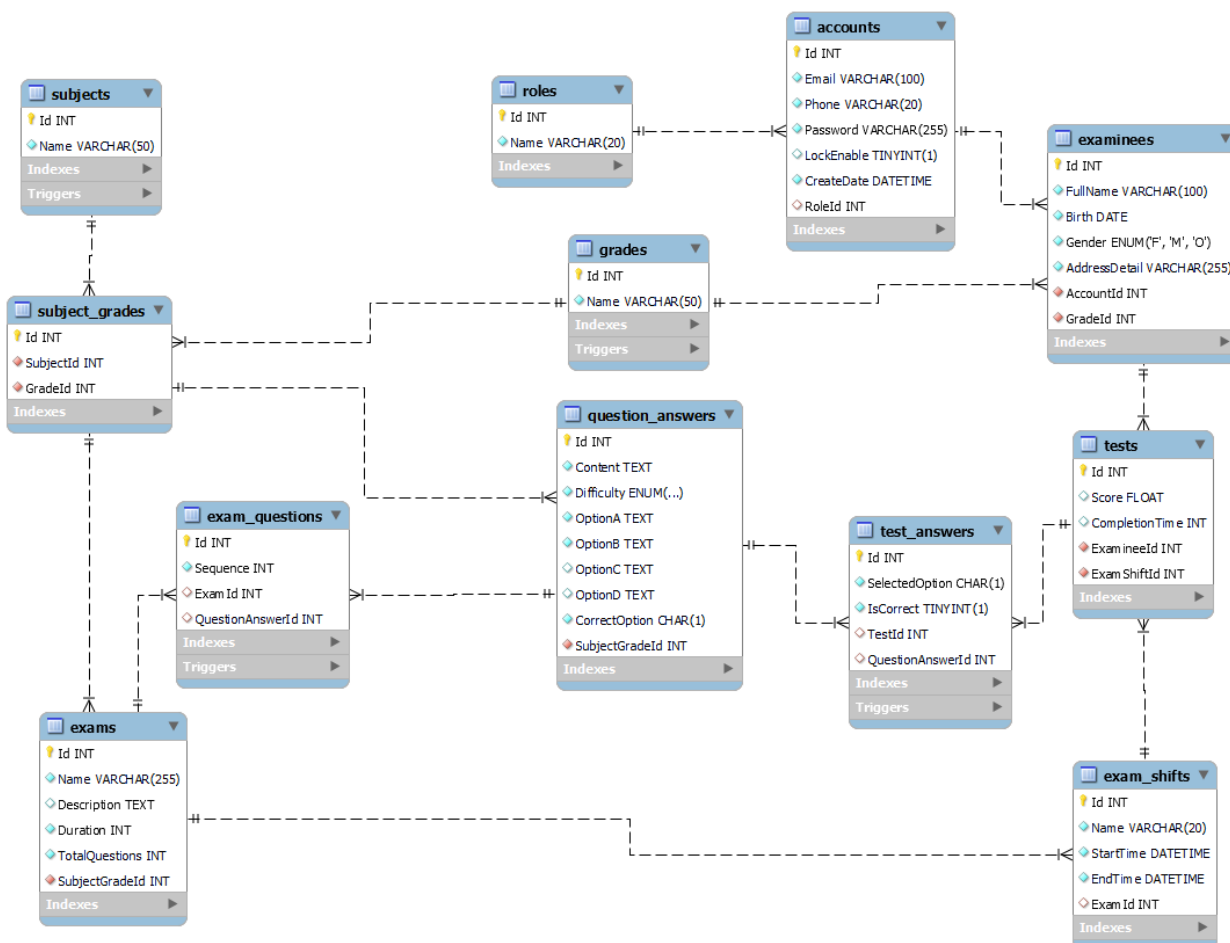 accounts
Id INT
Email VARCHAR(100)
Phone VARCHAR(20)
Password VARCHAR(255)
LockEnable TINYINT(1)
CreateDate DATETIME
RoleId INT
Indexes
subjects
Id INT
Name VARCHAR(50)
Indexes
Triggers
roles
Id INT
Name VARCHAR(20)
Indexes
examinees
Id INT
FullName VARCHAR(100)
Birth DATE
Gender ENUM('F', 'M', 'O')
AddressDetail VARCHAR(255)
AccountId INT
GradeId INT
Indexes
grades
Id INT
Name VARCHAR(50)
Indexes
Triggers
subject_grades
Id INT
SubjectId INT
GradeId INT
Indexes
question_answers
Id INT
Content TEXT
Difficulty ENUM(...)
OptionA TEXT
OptionB TEXT
OptionC TEXT
OptionD TEXT
CorrectOption CHAR(1)
SubjectGradeId INT
Indexes
tests
Id INT
Score FLOAT
CompletionTime INT
ExamineeId INT
ExamShiftId INT
Indexes
exam_questions
Id INT
Sequence INT
ExamId INT
QuestionAnswerId INT
Indexes
Triggers
test_answers
Id INT
SelectedOption CHAR(1)
IsCorrect TINYINT(1)
TestId INT
QuestionAnswerId INT
Indexes
Triggers
exams
Id INT
Name VARCHAR(255)
Description TEXT
Duration INT
TotalQuestions INT
SubjectGradeId INT
Indexes
exam_shifts
Id INT
Name VARCHAR(20)
StartTime DATETIME
EndTime DATETIME
ExamId INT
Indexes